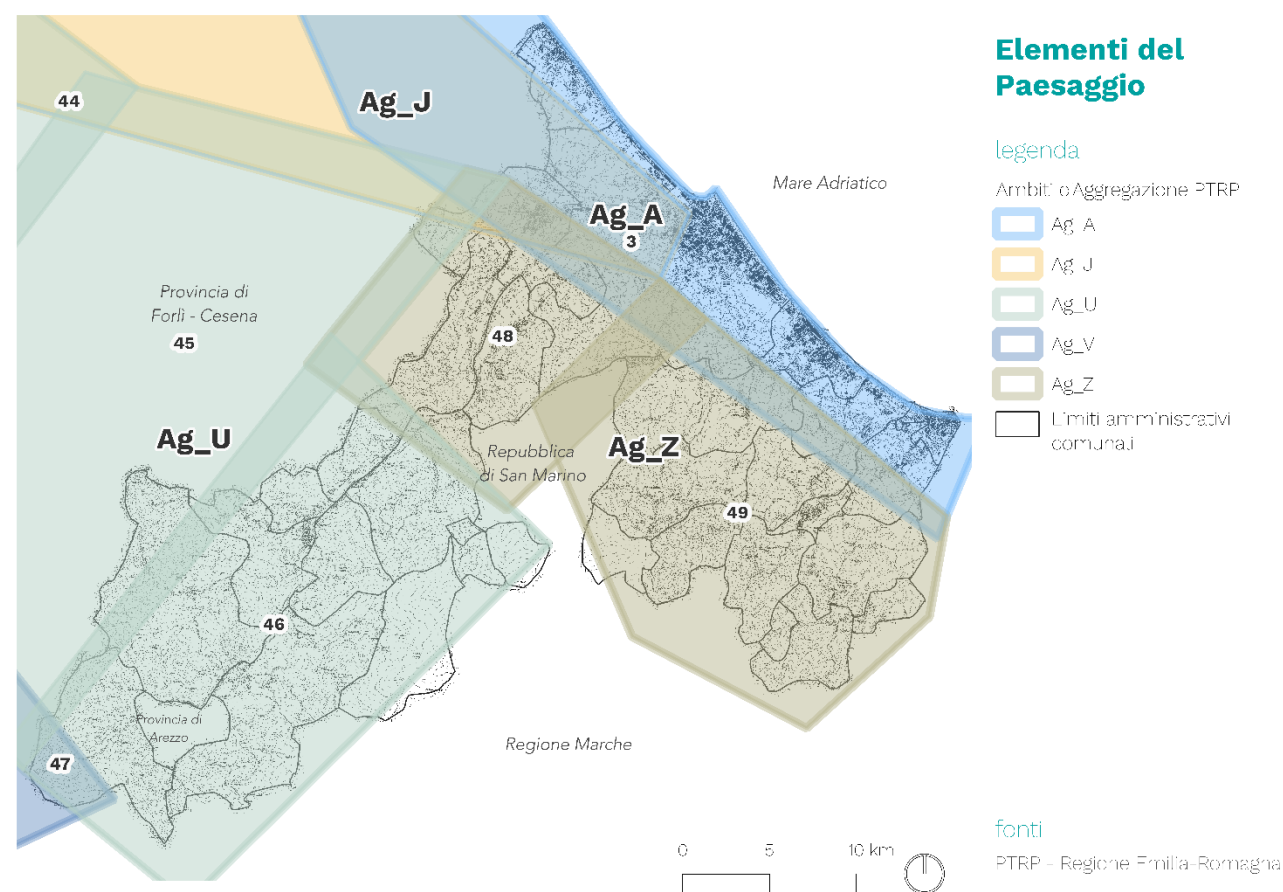 Elementi del
Paesaggio
legenda
Ambiti d'Aggregazione PTRP
Ag_A
Ag_J
Ag_U
Ag_V
Ag_Z
Limiti amministrativi
comunali
44
Ag_J
Mare Adriatico
Ag_A
3
Provincia di
Forlì - Cesena
45
48
Ag_U
Ag_Z
Repubblica
di San Marino
49
46
Provincia di
Arezzo
47
Regione Marche
0 5 10 km
fonti
PTRP - Regione Emilia-Romagna